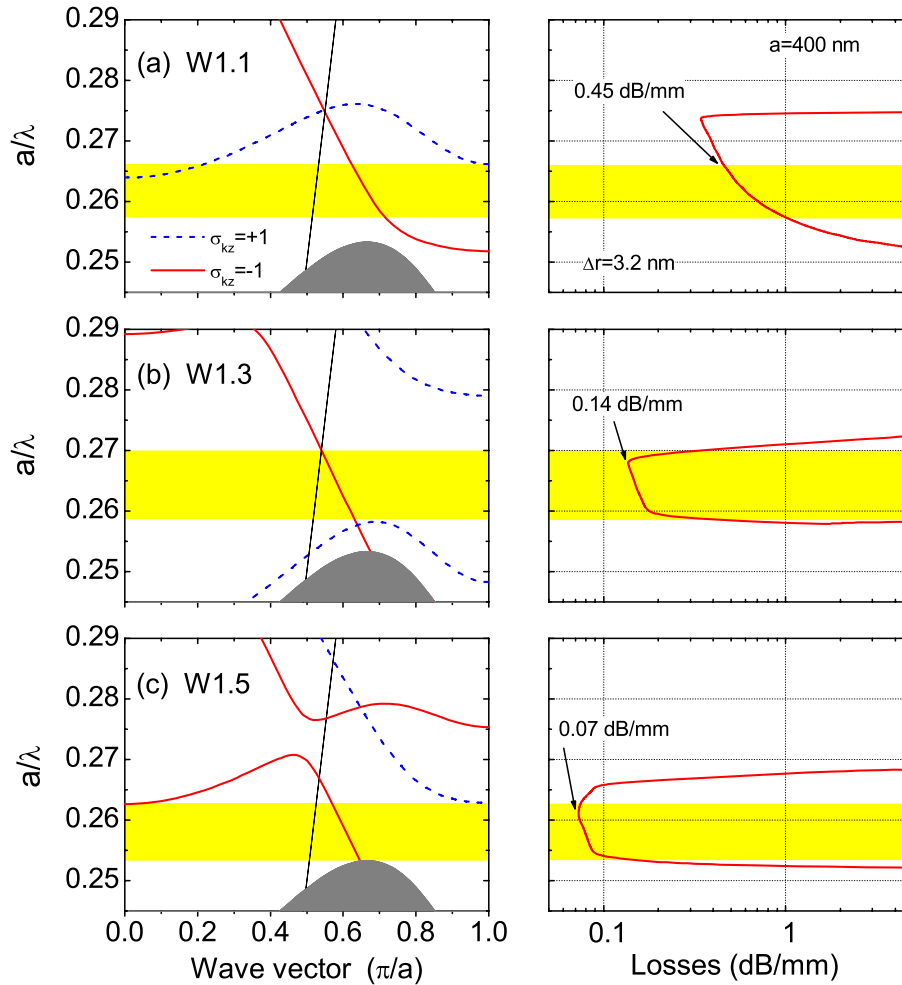 0.29
0.28
0.27
0.26
0.25
a/λ
(a) W1.1
σkz=+1
σkz=-1
a=400 nm
0.45 dB/mm
Δr=3.2 nm
0.29
0.28
0.27
0.26
0.25
a/λ
(b) W1.3
0.14 dB/mm
0.29
0.28
0.27
0.26
0.25
a/λ
(c) W1.5
0.07 dB/mm
0.0 0.2 0.4 0.6 0.8 1.0
Wave vector (π/a)
0.1 1
Losses (dB/mm)